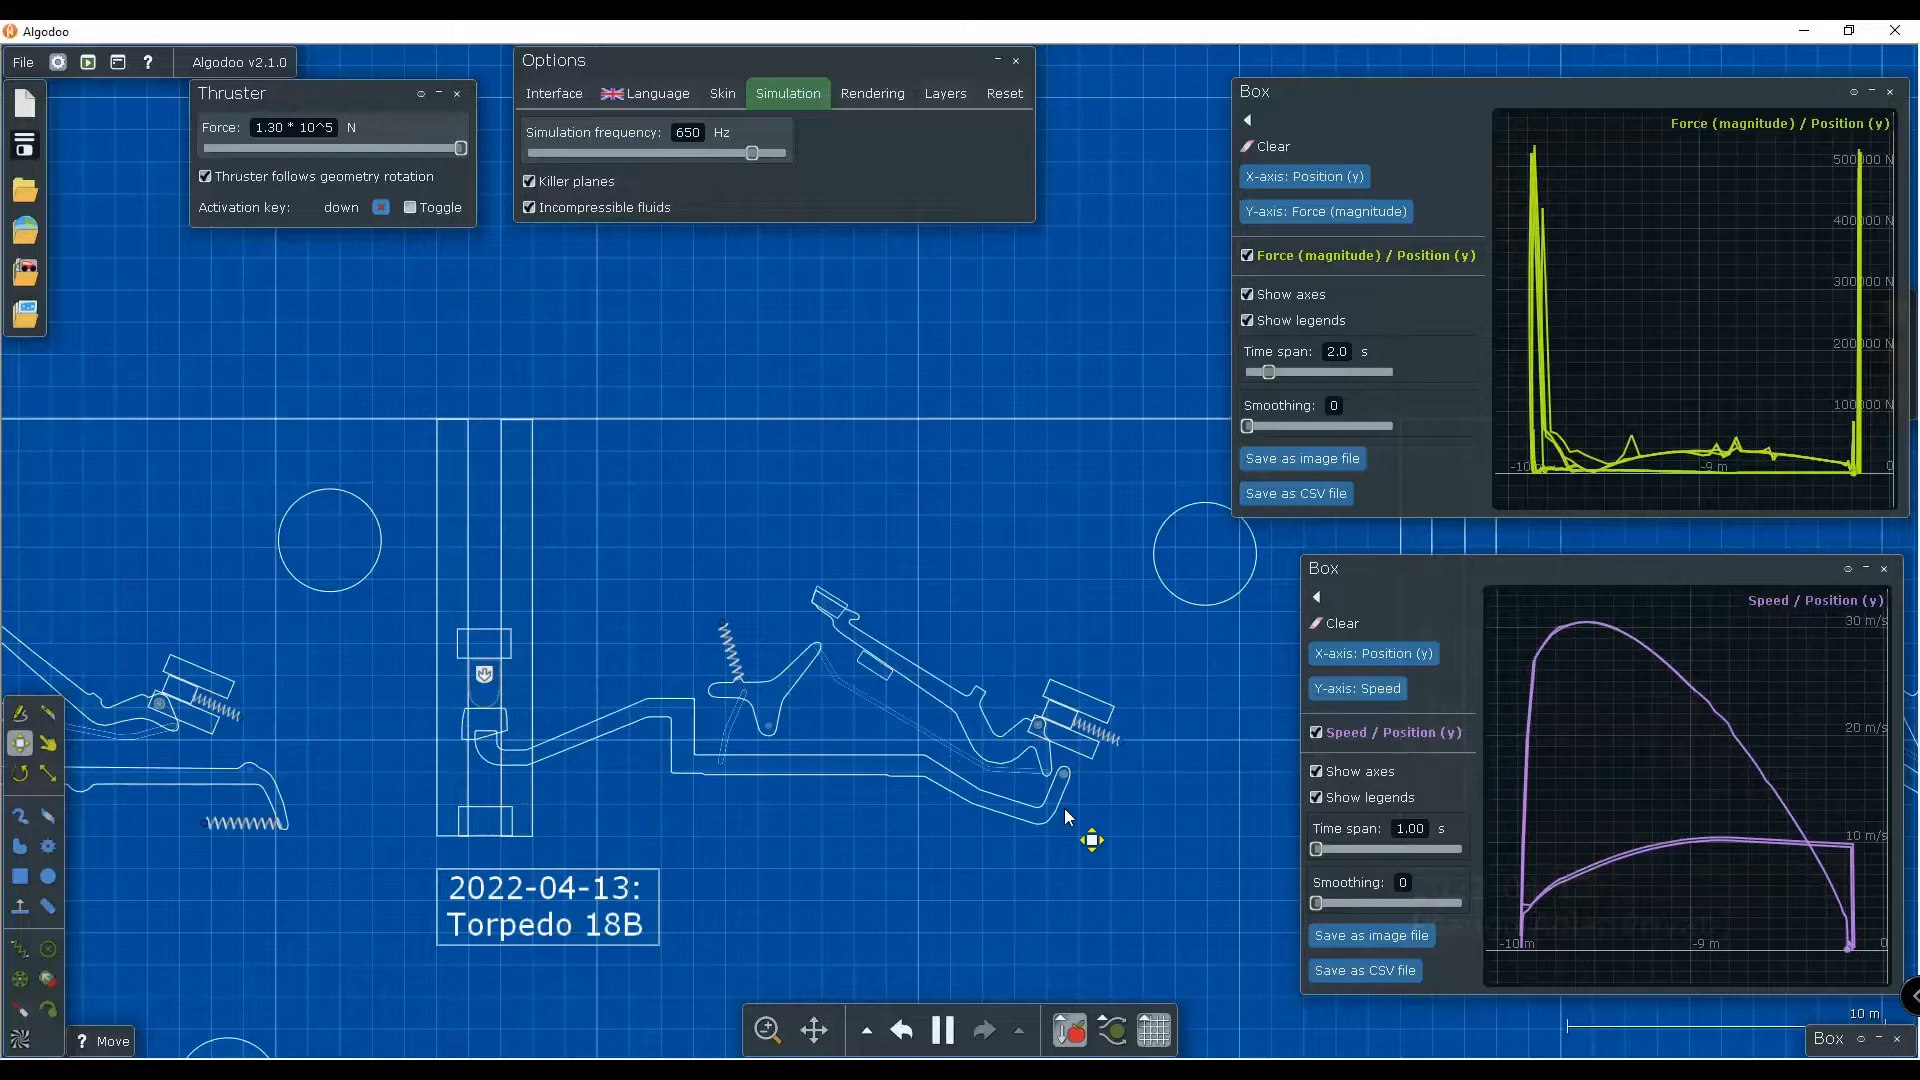 Algodoo
File
?
Algodoo v2.1.0
Thruster
Force: 1.30 * 10^5 N
Thruster follows geometry rotation
Activation key: down
Toggle
Options
Interface
Language
Skin
Simulation
Rendering
Layers
Reset
Simulation frequency: 650 Hz
Killer planes
Incompressible fluids
Box
Clear
X-axis: Position (y)
Y-axis: Force (magnitude)
Force (magnitude) / Position (y)
Show axes
Show legends
Time span: 2.0 s
Smoothing: 0
Save as image file
Save as CSV file
Force (magnitude) / Position (y)
500000 N
400000 N
300000 N
200000 N
100000 N
-10 m
-9 m
0
Box
Clear
X-axis: Position (y)
Y-axis: Speed
Speed / Position (y)
Show axes
Show legends
Time span: 1.00 s
Smoothing: 0
Save as image file
Save as CSV file
Speed / Position (y)
30 m/s
20 m/s
10 m/s
-10 m
-9 m
0
2022-04-13:
Torpedo 18B
? Move
10 m
Box